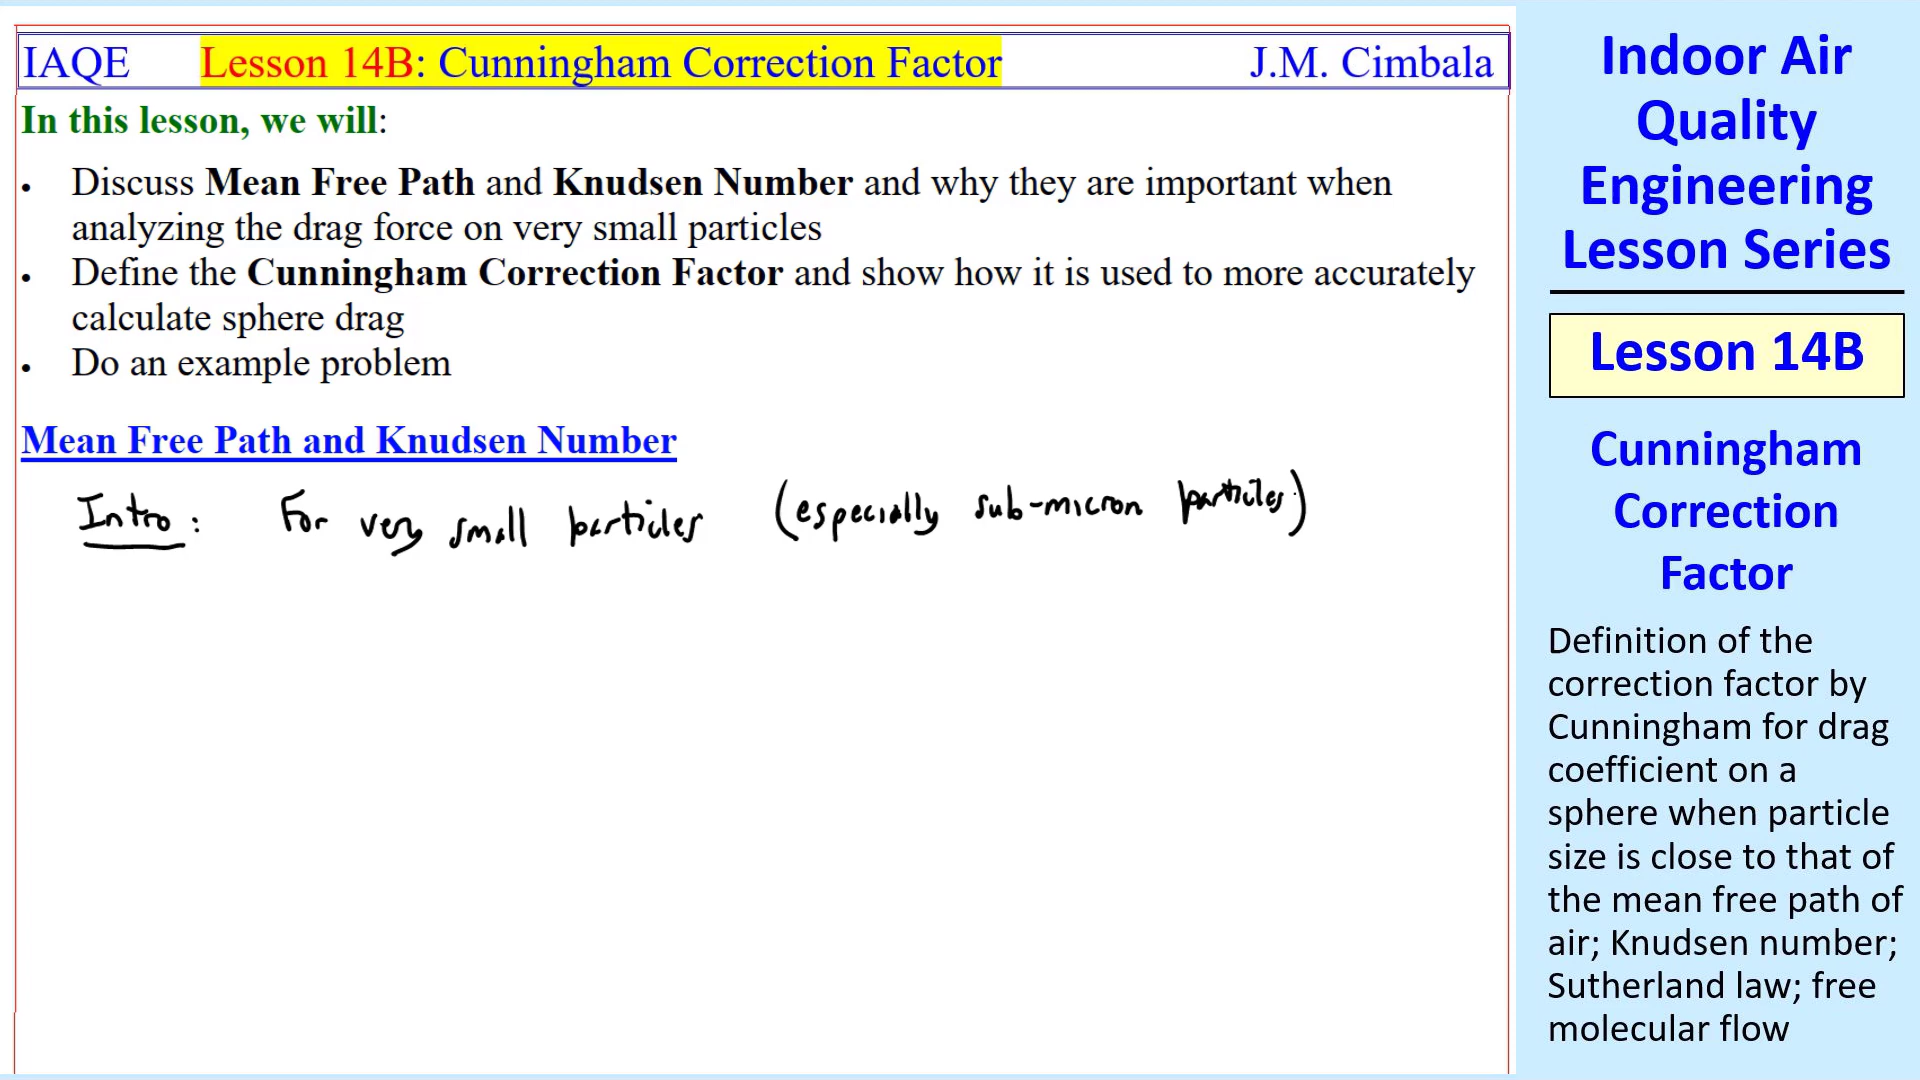 IAQE Lesson 14B: Cunningham Correction Factor J.M. Cimbala
In this lesson, we will:
• Discuss Mean Free Path and Knudsen Number and why they are important when
analyzing the drag force on very small particles
• Define the Cunningham Correction Factor and show how it is used to more accurately
calculate sphere drag
• Do an example problem
Mean Free Path and Knudsen Number
Intro: For very small particles (especially sub-micron particles)
Indoor Air
Quality
Engineering
Lesson Series
Lesson 14B
Cunningham
Correction
Factor
Definition of the
correction factor by
Cunningham for drag
coefficient on a
sphere when particle
size is close to that of
the mean free path of
air; Knudsen number;
Sutherland law; free
molecular flow